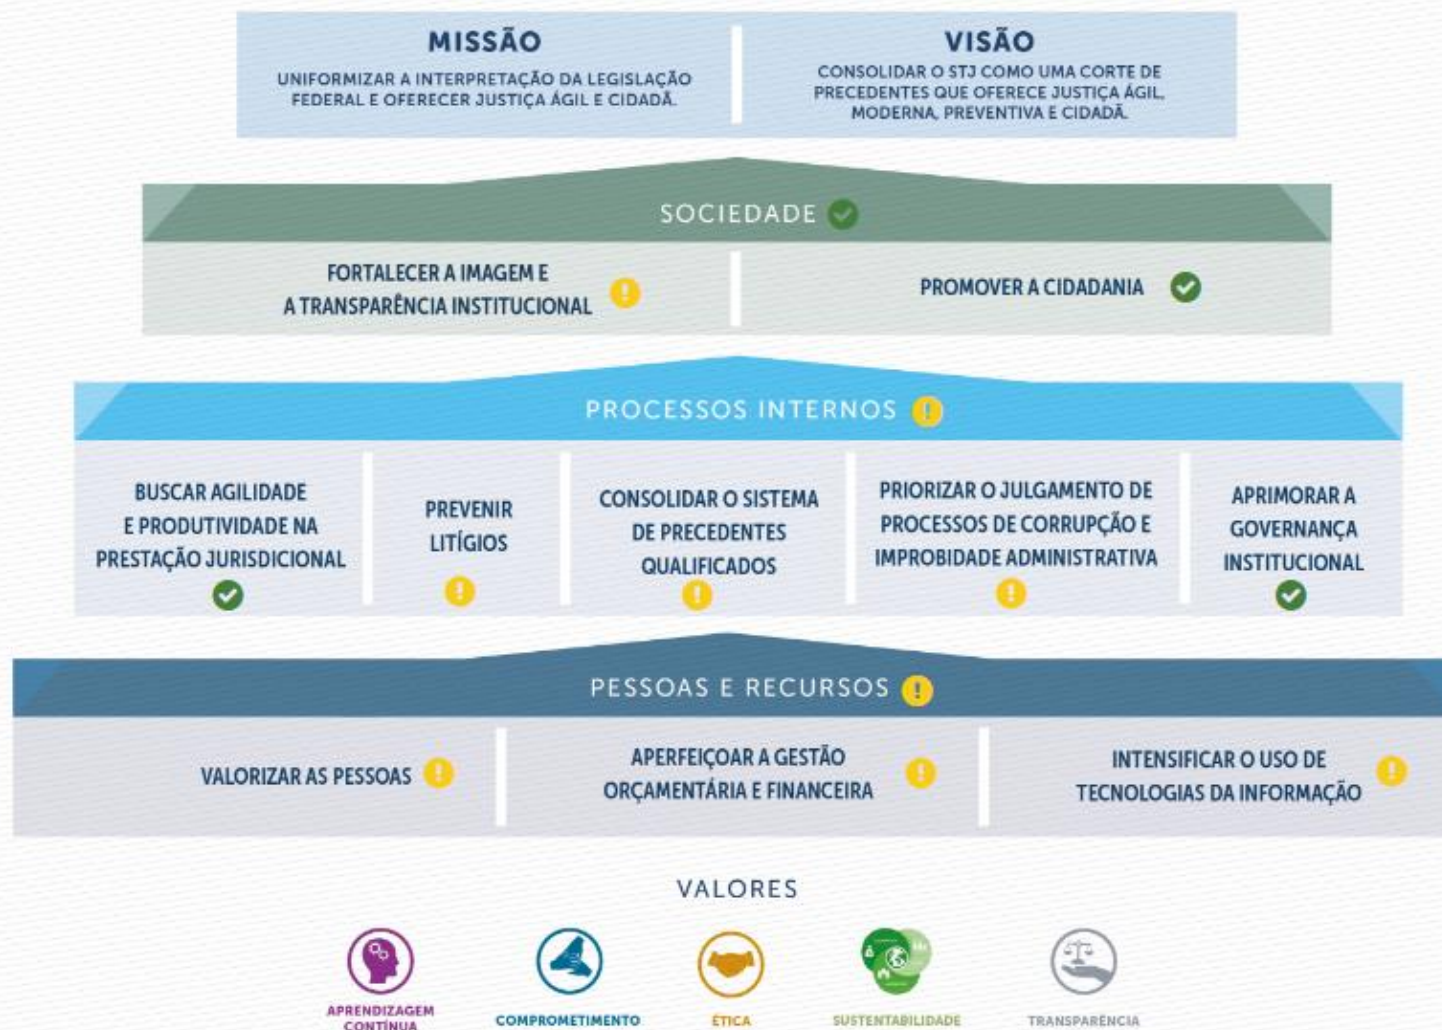 MISSÃO
UNIFORMIZAR A INTERPRETAÇÃO DA LEGISLAÇÃO
FEDERAL E OFERECER JUSTIÇA ÁGIL E CIDADÃ.
VISÃO
CONSOLIDAR O STJ COMO UMA CORTE DE
PRECEDENTES QUE OFERECE JUSTIÇA ÁGIL,
MODERNA, PREVENTIVA E CIDADÃ.
SOCIEDADE
FORTALECER A IMAGEM E
A TRANSPARÊNCIA INSTITUCIONAL
PROMOVER A CIDADANIA
PROCESSOS INTERNOS
BUSCAR AGILIDADE
E PRODUTIVIDADE NA
PRESTAÇÃO JURISDICIONAL
PREVENIR
LITÍGIOS
CONSOLIDAR O SISTEMA
DE PRECEDENTES
QUALIFICADOS
PRIORIZAR O JULGAMENTO DE
PROCESSOS DE CORRUPÇÃO E
IMPROBIDADE ADMINISTRATIVA
APRIMORAR A
GOVERNANÇA
INSTITUCIONAL
PESSOAS E RECURSOS
VALORIZAR AS PESSOAS
APERFEIÇOAR A GESTÃO
ORÇAMENTÁRIA E FINANCEIRA
INTENSIFICAR O USO DE
TECNOLOGIAS DA INFORMAÇÃO
VALORES
APRENDIZAGEM
CONTÍNUA
COMPROMETIMENTO
ÉTICA
SUSTENTABILIDADE
TRANSPARÊNCIA